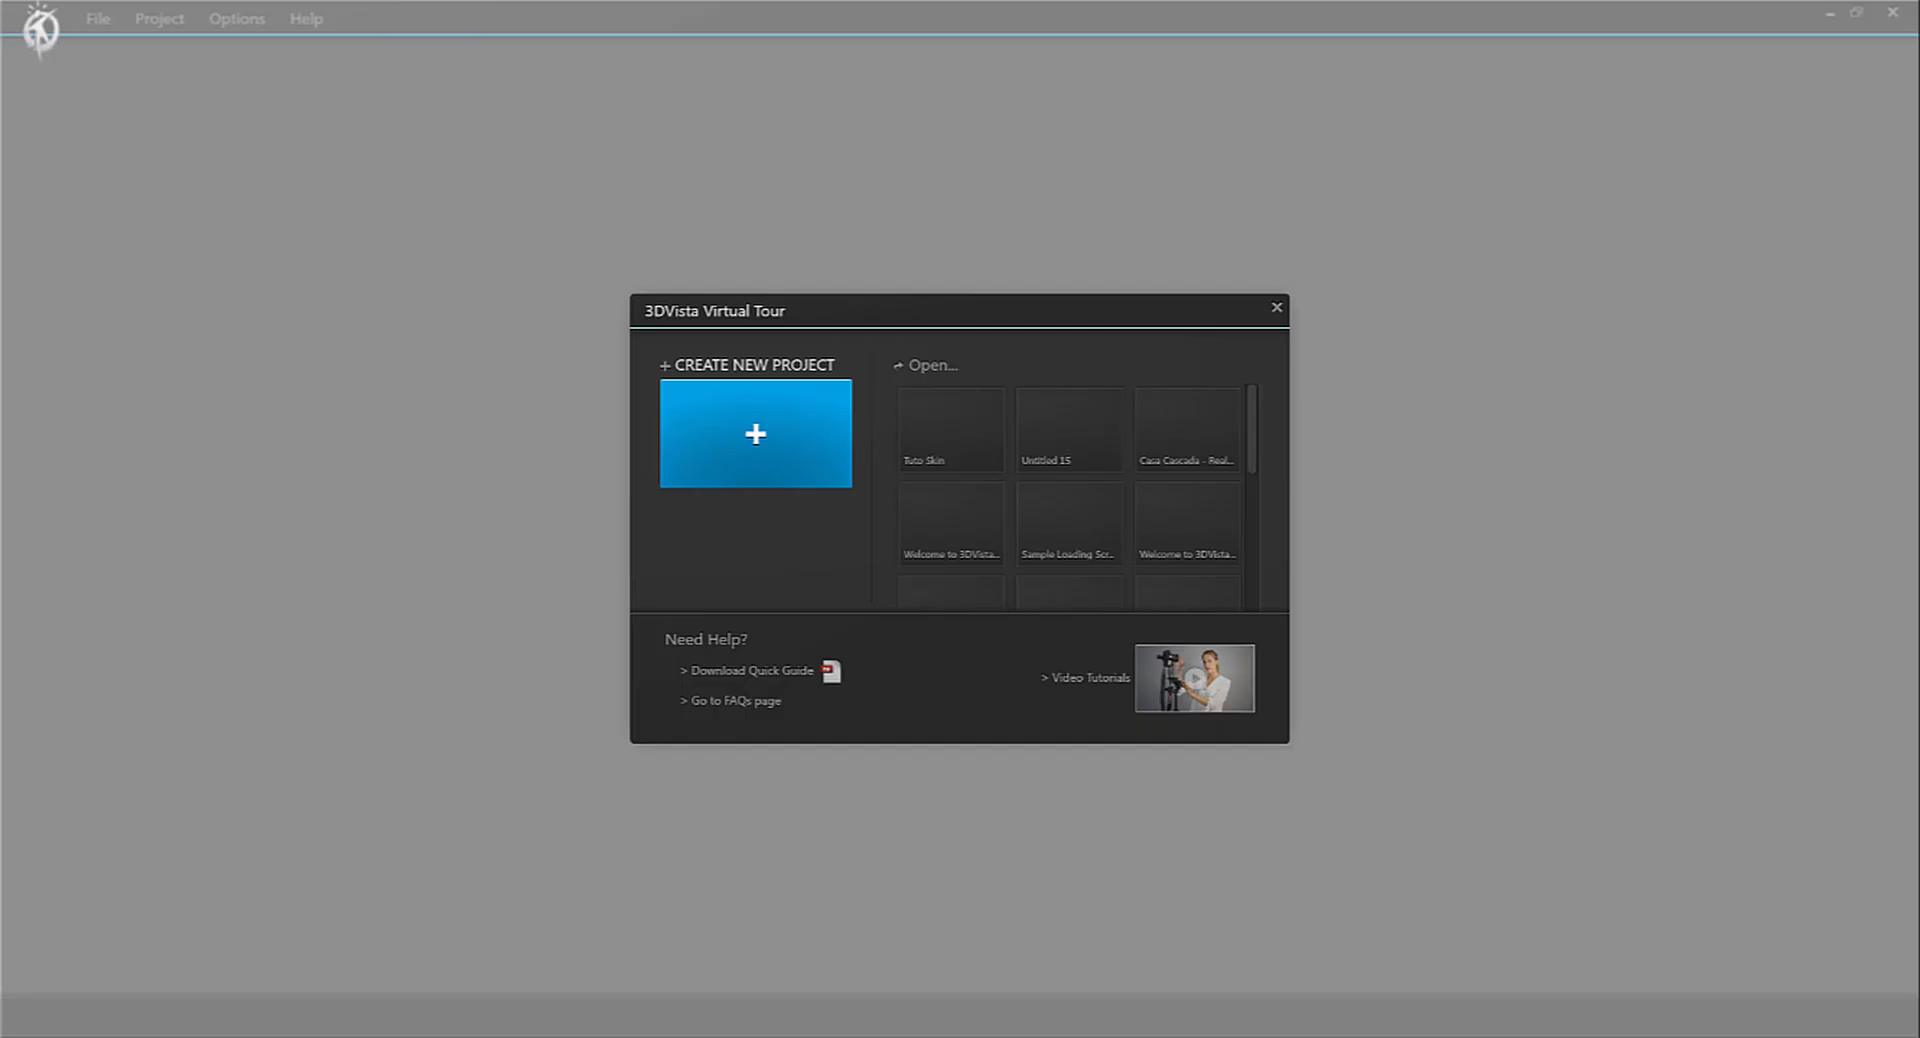 File Project Options Help
3DVista Virtual Tour
+ CREATE NEW PROJECT
Open...
Tuto Skin
Untitled 15
Casa Cascada - Real...
Welcome to 3DVista...
Sample Loading Scr...
Welcome to 3DVista...
Need Help?
> Download Quick Guide
> Go to FAQs page
> Video Tutorials